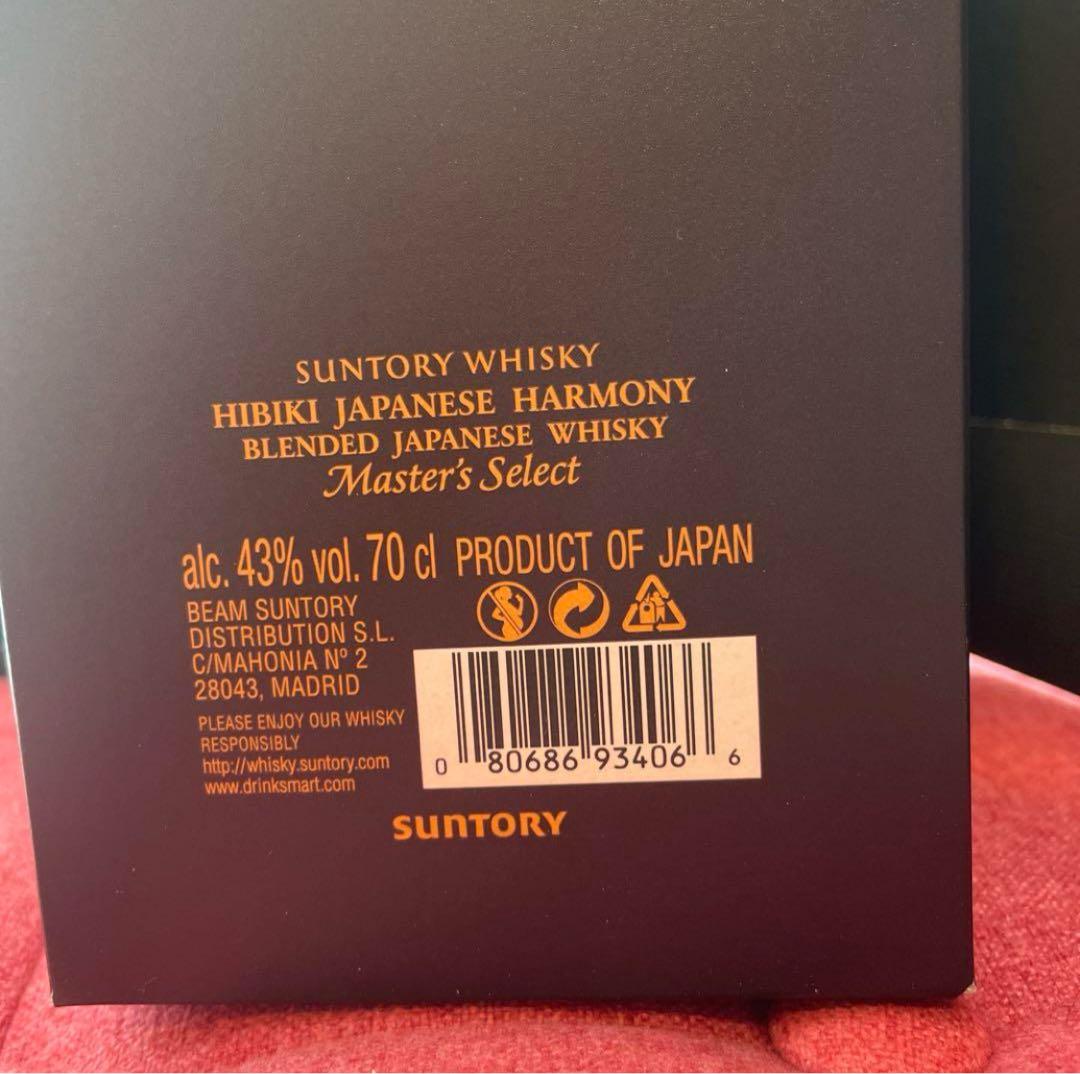 SUNTORY WHISKY
HIBIKI JAPANESE HARMONY
BLENDED JAPANESE WHISKY
Master's Select
alc. 43% vol. 70 cl PRODUCT OF JAPAN
BEAM SUNTORY
DISTRIBUTION S.L.
C/MAHONIA Nº 2
28043, MADRID
PLEASE ENJOY OUR WHISKY
RESPONSIBLY
http://whisky.suntory.com
www.drinksmart.com
0 80686 93406 6
SUNTORY